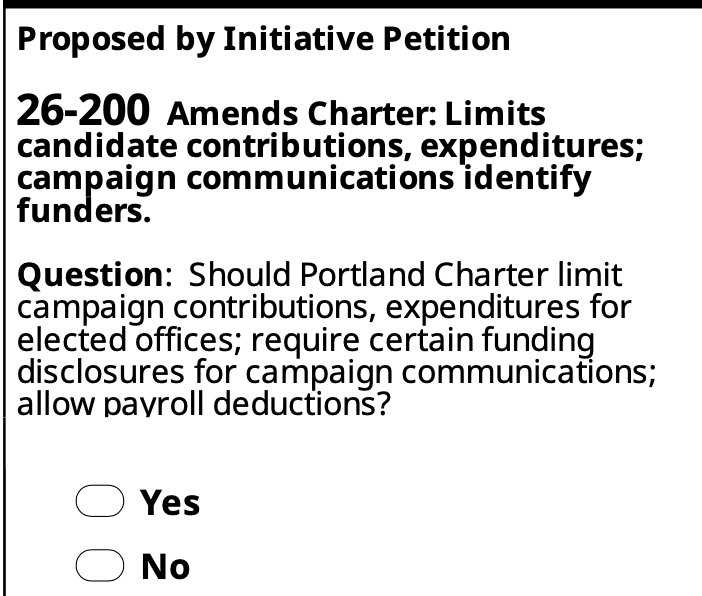 Proposed by Initiative Petition
26-200 Amends Charter: Limits
candidate contributions, expenditures;
campaign communications identify
funders.
Question: Should Portland Charter limit
campaign contributions, expenditures for
elected offices; require certain funding
disclosures for campaign communications;
allow payroll deductions?
Yes
No